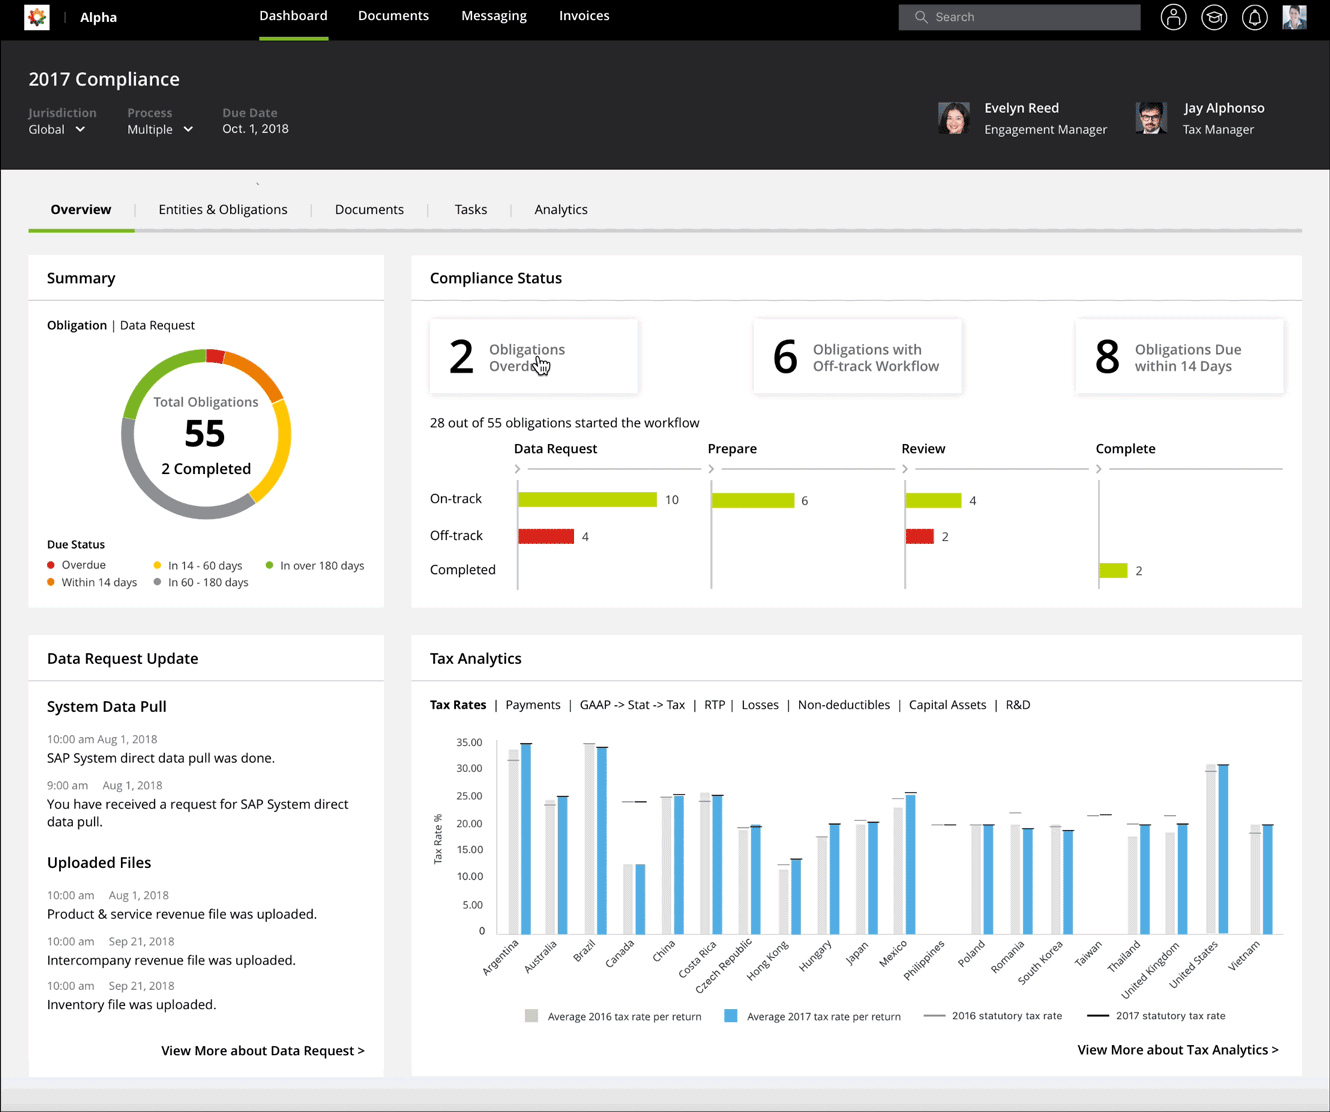 Alpha
Dashboard
Documents
Messaging
Invoices
Search
2017 Compliance
Jurisdiction
Process
Due Date
Global
Multiple
Oct. 1, 2018
Evelyn Reed
Engagement Manager
Jay Alphonso
Tax Manager
Overview
Entities & Obligations
Documents
Tasks
Analytics
Summary
Obligation | Data Request
Total Obligations
55
2 Completed
Due Status
Overdue
In 14 - 60 days
In over 180 days
Within 14 days
In 60 - 180 days
Compliance Status
2
Obligations
6
Obligations with
Off-track Workflow
8
Obligations Due
within 14 Days
28 out of 55 obligations started the workflow
Data Request
Prepare
Review
Complete
On-track
10
6
4
Off-track
4
2
Completed
2
Data Request Update
System Data Pull
10:00 am Aug 1, 2018
SAP System direct data pull was done.
9:00 am Aug 1, 2018
You have received a request for SAP System direct
data pull.
Uploaded Files
10:00 am Aug 1, 2018
Product & service revenue file was uploaded.
10:00 am Sep 21, 2018
Intercompany revenue file was uploaded.
10:00 am Sep 21, 2018
Inventory file was uploaded.
View More about Data Request >
Tax Analytics
Tax Rates | Payments | GAAP -> Stat -> Tax | RTP | Losses | Non-deductibles | Capital Assets | R&D
Tax Rate %
35.00
30.00
25.00
20.00
15.00
10.00
5.00
0
Argentina
Australia
Brazil
Canada
China
Costa Rica
Czech Republic
Hong Kong
Hungary
Japan
Mexico
Philippines
Poland
Romania
South Korea
Taiwan
Thailand
United Kingdom
United States
Vietnam
Average 2016 tax rate per return
Average 2017 tax rate per return
2016 statutory tax rate
2017 statutory tax rate
View More about Tax Analytics >